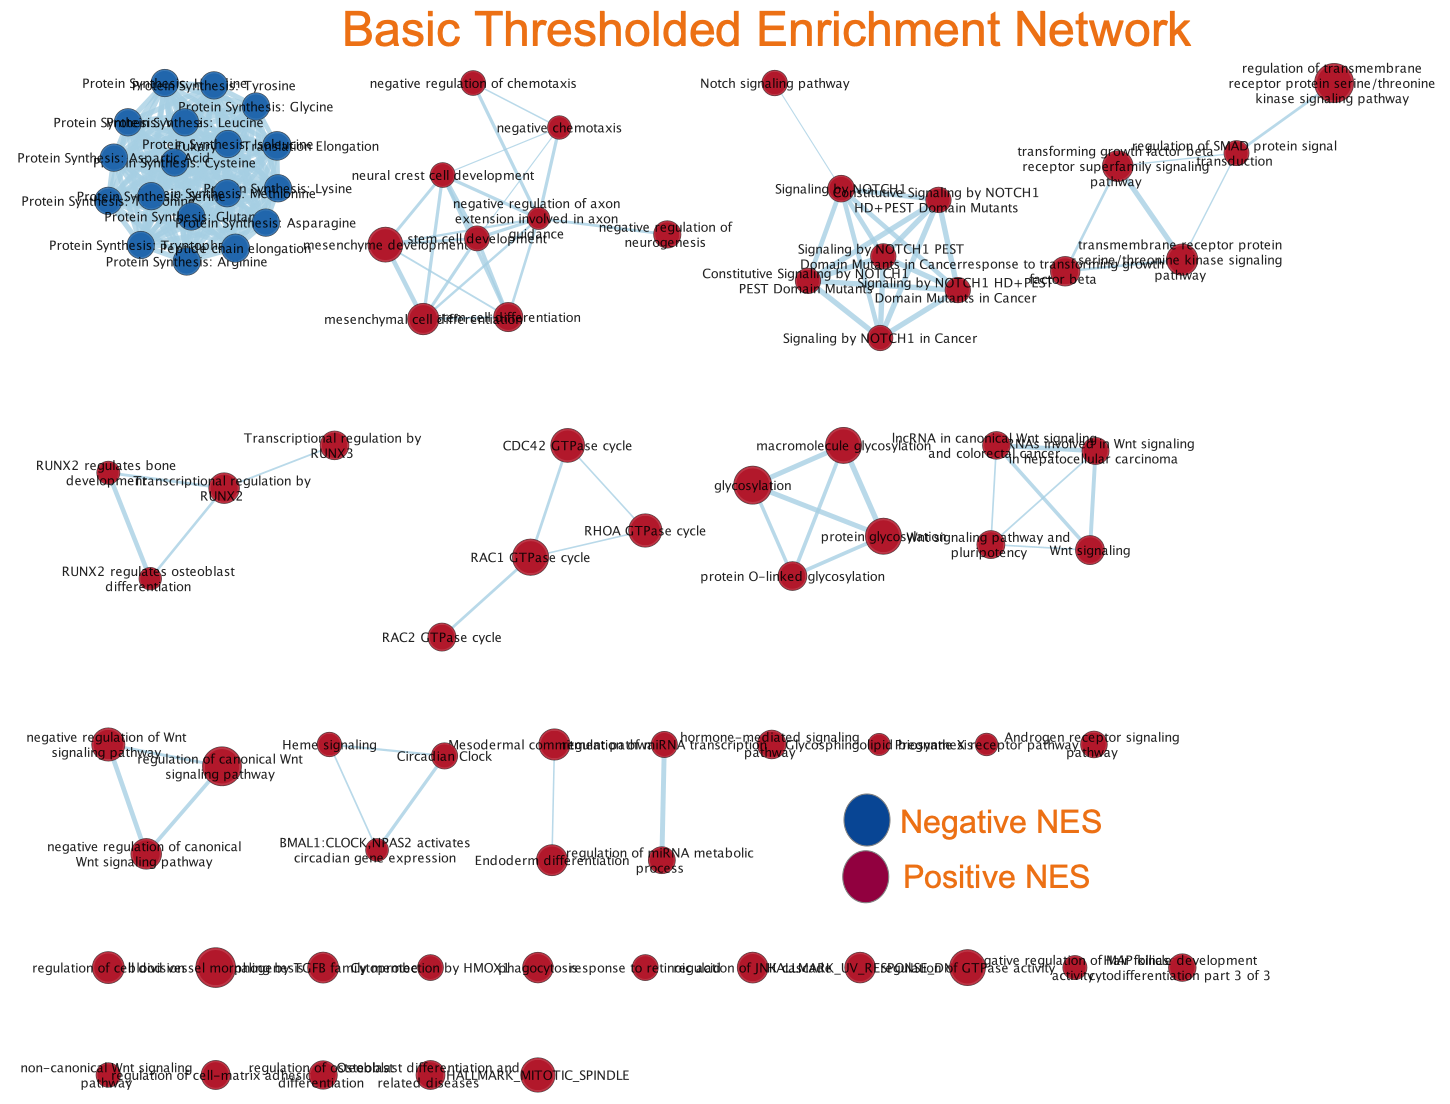 Basic Thresholded Enrichment Network
Protein Synthesis:
Protein Synthesis: Tyrosine
Protein Synthesis: Glycine
Protein Synthesis:
Protein Synthesis: Leucine
Protein Synthesis: Isoleucine
Translation Elongation
Protein Synthesis: Aspartic Acid
Protein Synthesis: Cysteine
Synthesis: Lysine
Protein Synthesis: Serine
Synthesis: Methionine
Protein Synthesis:
Protein Synthesis:
Protein Synthesis: Asparagine
Protein Synthesis:
Peptide chain elongation
Protein Synthesis: Arginine
negative regulation of chemotaxis
negative chemotaxis
neural crest cell development
negative regulation of axon
extension involved in axon
guidance
mesenchyme development
stem cell development
negative regulation of
neurogenesis
mesenchymal cell differentiation
stem cell differentiation
Notch signaling pathway
Signaling by NOTCH1
Constitutive Signaling by NOTCH1
HD+PEST Domain Mutants
Signaling by NOTCH1 PEST
Domain Mutants in Cancer
Constitutive Signaling by NOTCH1
PEST Domain Mutants
Signaling by NOTCH1 HD+PEST
Domain Mutants in Cancer
Signaling by NOTCH1 in Cancer
regulation of transmembrane
receptor protein serine/threonine
kinase signaling pathway
regulation of SMAD protein signal
transduction
transforming growth factor beta
receptor superfamily signaling
pathway
transmembrane receptor protein
serine/threonine kinase signaling
pathway
response to transforming growth
factor beta
Transcriptional regulation by
RUNX3
RUNX2 regulates bone
development
Transcriptional regulation by
RUNX2
RUNX2 regulates osteoblast
differentiation
CDC42 GTPase cycle
RHOA GTPase cycle
RAC1 GTPase cycle
RAC2 GTPase cycle
macromolecule glycosylation
glycosylation
protein glycosylation
protein O-linked glycosylation
lncRNA in canonical Wnt signaling
and colorectal cancer
involved in Wnt signaling
in hepatocellular carcinoma
Wnt signaling pathway and
pluripotency
Wnt signaling
negative regulation of Wnt
signaling pathway
regulation of canonical Wnt
signaling pathway
negative regulation of canonical
Wnt signaling pathway
Heme signaling
Circadian Clock
BMAL1:CLOCK,NPAS2 activates
circadian gene expression
Mesodermal commitment pathway
Endoderm differentiation
regulation of miRNA transcription
regulation of miRNA metabolic
process
hormone-mediated signaling
pathway
Glycosphingolipid biosynthesis
Pregnane X receptor pathway
Androgen receptor signaling
pathway
Negative NES
Positive NES
regulation of cell division
blood vessel morphogenesis
by TGFB family member
Cytoprotection by HMOX1
phagocytosis
response to retinoic acid
regulation of JNK cascade
HALLMARK_UV_RESPONSE_DN
regulation of GTPase activity
negative regulation of MAP kinase
activity
Hair follicle development
cytodifferentiation part 3 of 3
non-canonical Wnt signaling
pathway
regulation of cell-matrix adhesion
regulation of osteoblast
differentiation
Osteoblast differentiation and
related diseases
HALLMARK_MITOTIC_SPINDLE